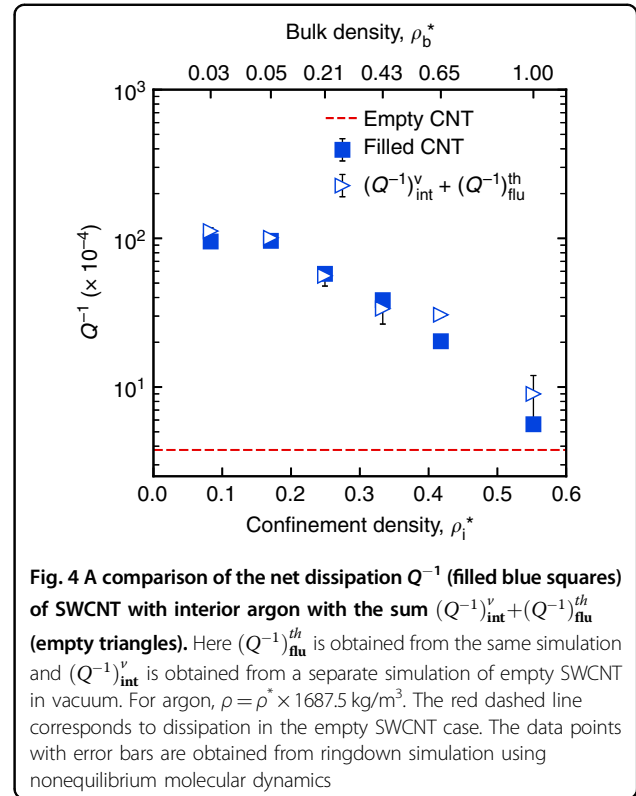 Bulk density, ρb*
0.03 0.05 0.21 0.43 0.65 1.00
10³
Empty CNT
Filled CNT
(Q⁻¹)ᵛint + (Q⁻¹)ᵗʰflu
10²
Q⁻¹ (× 10⁻⁴)
10¹
0.0 0.1 0.2 0.3 0.4 0.5 0.6
Confinement density, ρi*
Fig. 4 A comparison of the net dissipation Q⁻¹ (filled blue squares)
of SWCNT with interior argon with the sum (Q⁻¹)ᵛint+(Q⁻¹)ᵗʰflu
(empty triangles). Here (Q⁻¹)ᵗʰflu is obtained from the same simulation
and (Q⁻¹)ᵛint is obtained from a separate simulation of empty SWCNT
in vacuum. For argon, ρ = ρ* × 1687.5 kg/m³. The red dashed line
corresponds to dissipation in the empty SWCNT case. The data points
with error bars are obtained from ringdown simulation using
nonequilibrium molecular dynamics